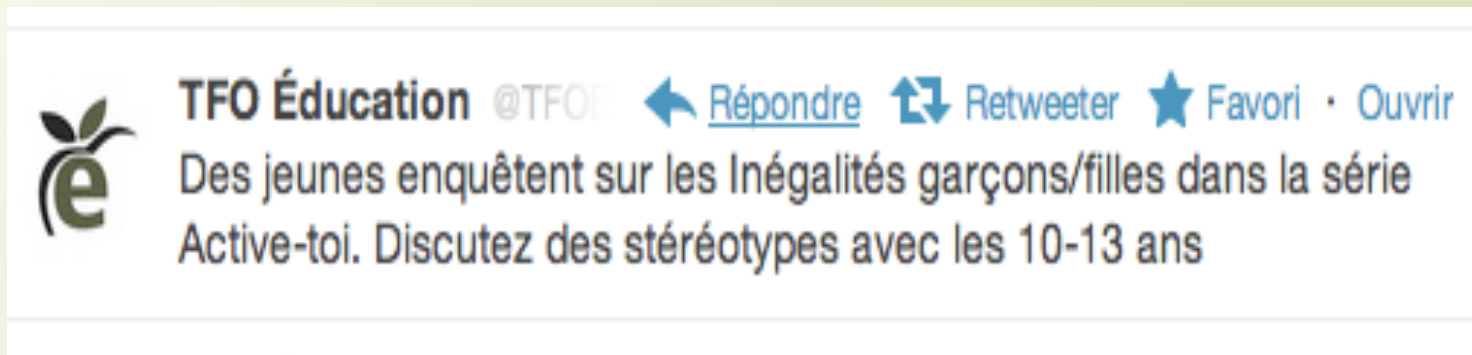 TFO Éducation Répondre Retweeter Favori · Ouvrir
Des jeunes enquêtent sur les Inégalités garçons/filles dans la série
Active-toi. Discutez des stéréotypes avec les 10-13 ans
e